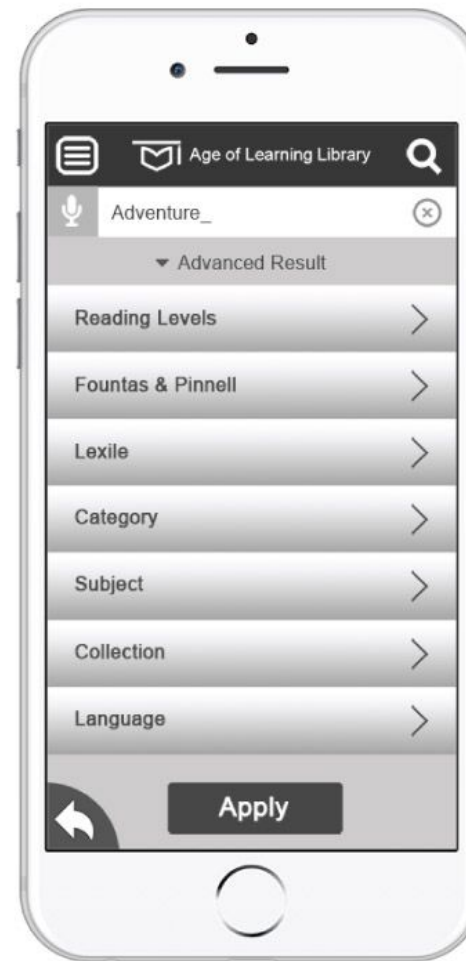 Age of Learning Library
Adventure_
Advanced Result
Reading Levels
Fountas & Pinnell
Lexile
Category
Subject
Collection
Language
Apply